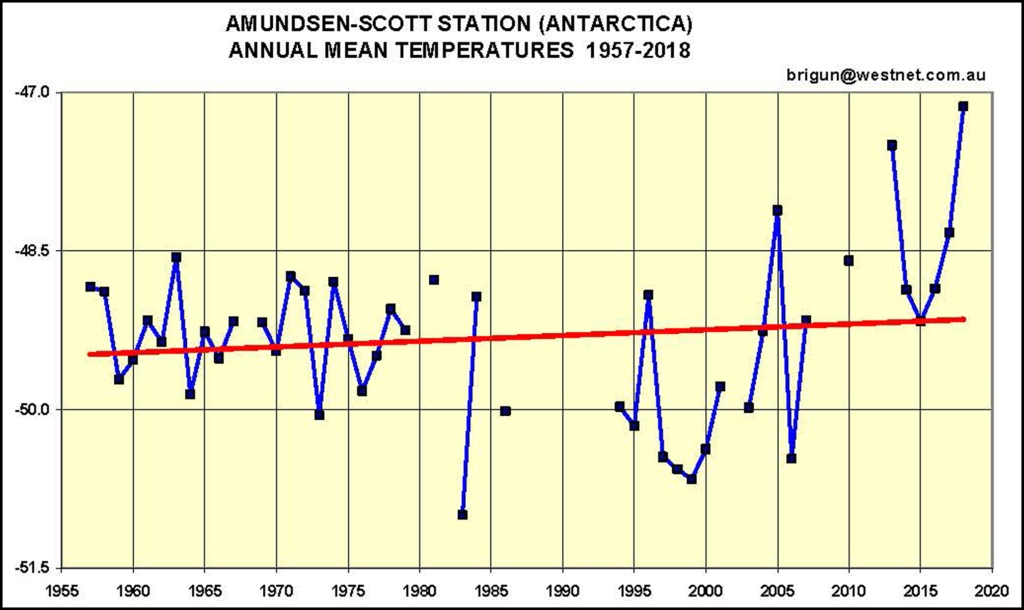 AMUNDSEN-SCOTT STATION (ANTARCTICA)
ANNUAL MEAN TEMPERATURES 1957-2018
brigun@westnet.com.au
-47.0
-48.5
-50.0
-51.5
1955 1960 1965 1970 1975 1980 1985 1990 1995 2000 2005 2010 2015 2020